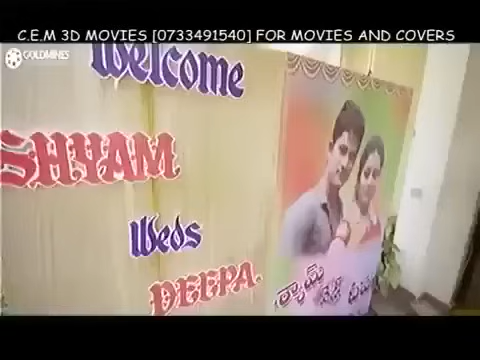 C.E.M 3D MOVIES [0733491540] FOR MOVIES AND COVERS
GOLDMINES
Welcome
SHYAM
Weds
DEEPA